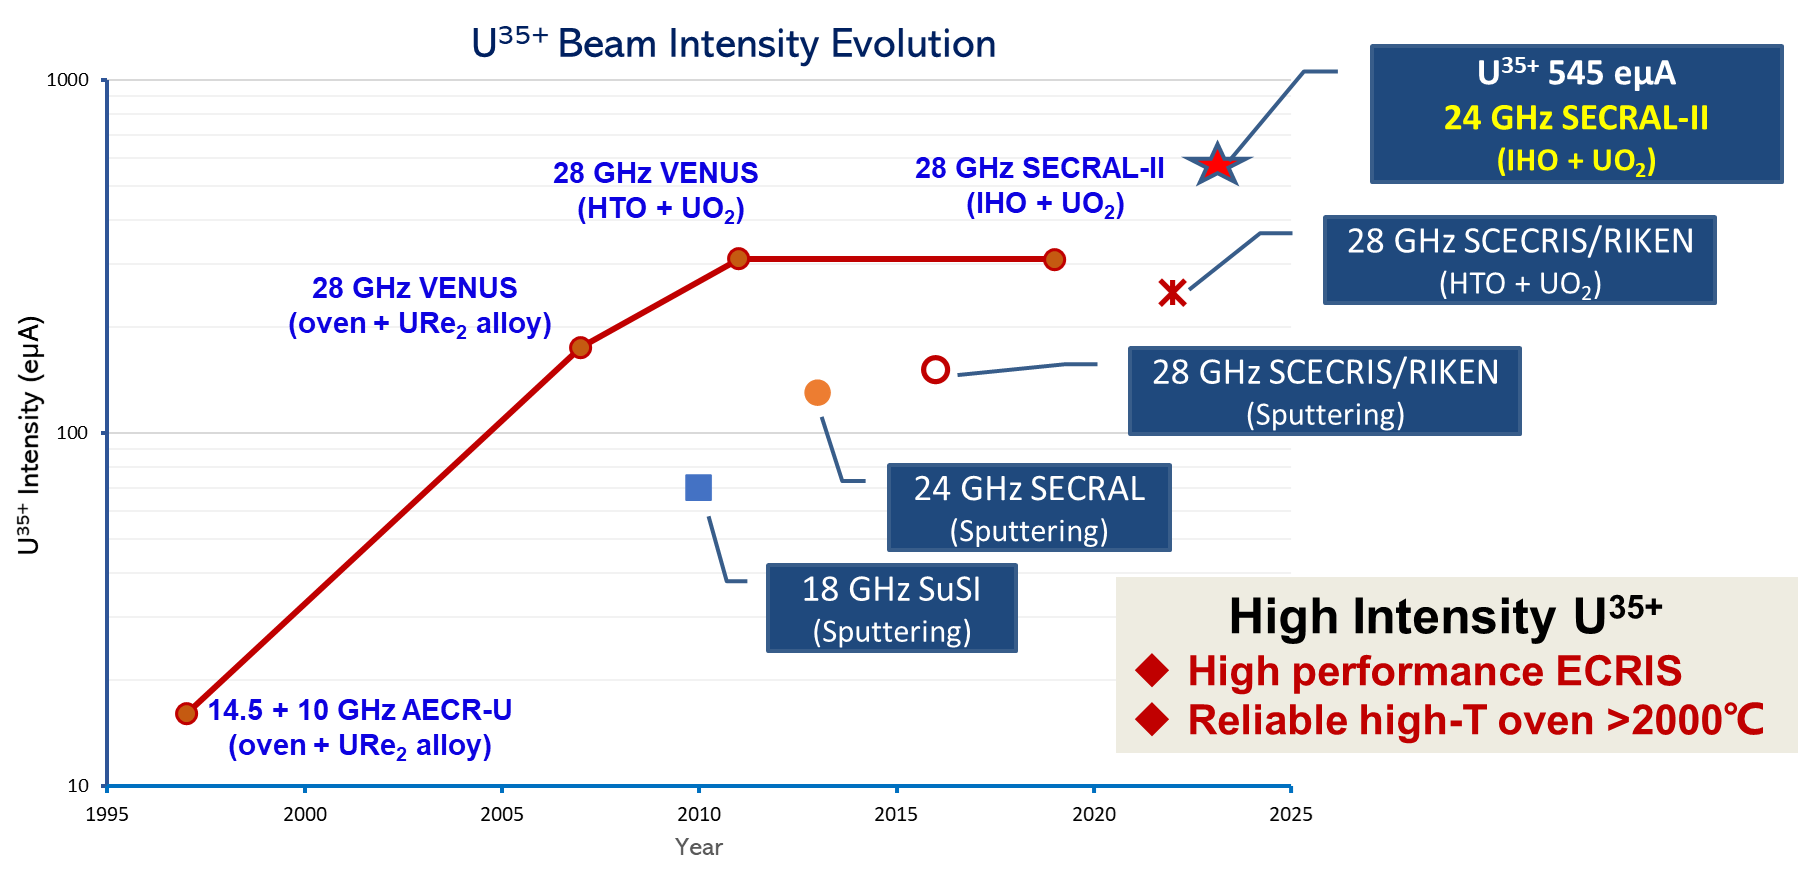 U³⁵⁺ Beam Intensity Evolution
U³⁵⁺ 545 eµA
24 GHz SECRAL-II
(IHO + UO₂)
1000
28 GHz VENUS
(HTO + UO₂)
28 GHz SECRAL-II
(IHO + UO₂)
28 GHz SCECRIS/RIKEN
(HTO + UO₂)
28 GHz VENUS
(oven + URe₂ alloy)
28 GHz SCECRIS/RIKEN
(Sputtering)
U³⁵⁺ Intensity (eµA)
100
24 GHz SECRAL
(Sputtering)
18 GHz SuSI
(Sputtering)
High Intensity U³⁵⁺
◆ High performance ECRIS
◆ Reliable high-T oven >2000℃
14.5 + 10 GHz AECR-U
(oven + URe₂ alloy)
10
1995 2000 2005 2010 2015 2020 2025
Year